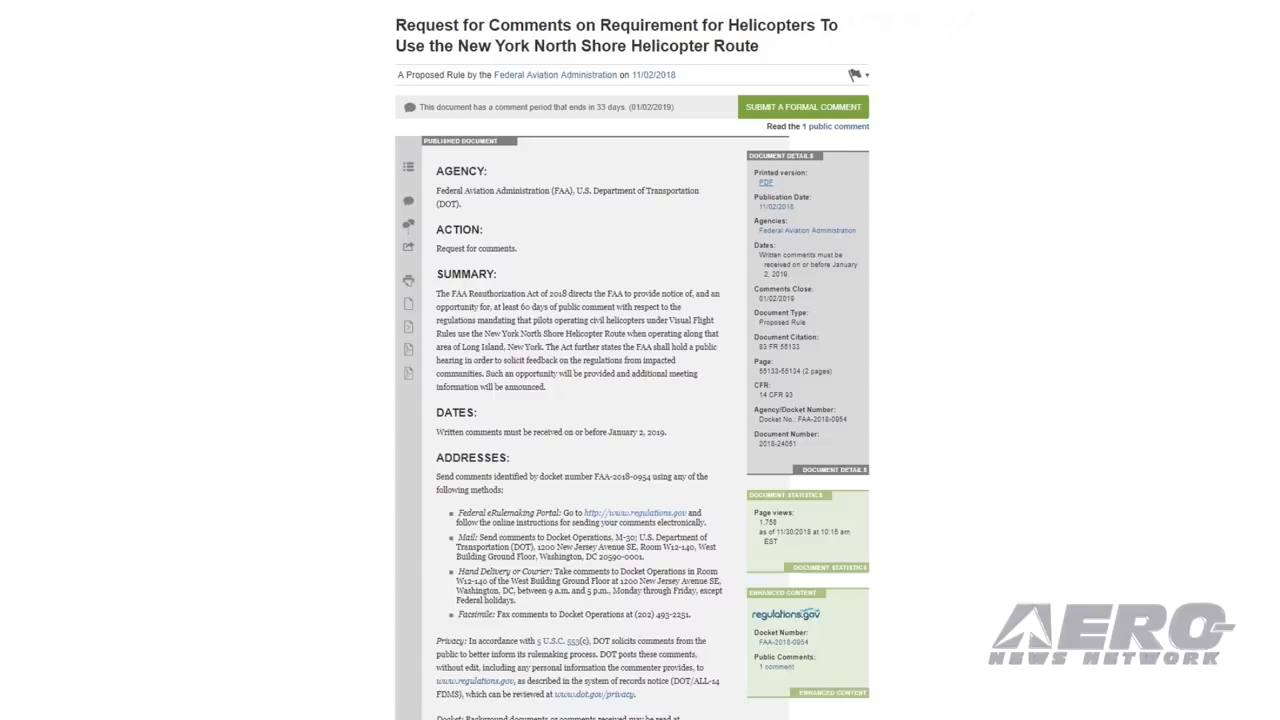 Request for Comments on Requirement for Helicopters To
Use the New York North Shore Helicopter Route
A Proposed Rule by the Federal Aviation Administration on 11/02/2018
This document has a comment period that ends in 33 days. (01/02/2019)
SUBMIT A FORMAL COMMENT
Read the 1 public comment
PUBLISHED DOCUMENT
AGENCY:
Federal Aviation Administration (FAA), U.S. Department of Transportation
(DOT).
ACTION:
Request for comments.
SUMMARY:
The FAA Reauthorization Act of 2018 directs the FAA to provide notice of, and an
opportunity for, at least 60 days of public comment with respect to the
regulations mandating that pilots operating civil helicopters under Visual Flight
Rules use the New York North Shore Helicopter Route when operating along that
area of Long Island, New York. The Act further states the FAA shall hold a public
hearing in order to solicit feedback on the regulations from impacted
communities. Such an opportunity will be provided and additional meeting
information will be announced.
DATES:
Written comments must be received on or before January 2, 2019.
ADDRESSES:
Send comments identified by docket number FAA-2018-0954 using any of the
following methods:
Federal eRulemaking Portal: Go to http://www.regulations.gov and
follow the online instructions for sending your comments electronically.
Mail: Send comments to Docket Operations, M-30; U.S. Department of
Transportation (DOT), 1200 New Jersey Avenue SE, Room W12-140, West
Building Ground Floor, Washington, DC 20590-0001.
Hand Delivery or Courier: Take comments to Docket Operations in Room
W12-140 of the West Building Ground Floor at 1200 New Jersey Avenue SE,
Washington, DC, between 9 a.m. and 5 p.m., Monday through Friday, except
Federal holidays.
Facsimile: Fax comments to Docket Operations at (202) 493-2251.
Privacy: In accordance with 5 U.S.C. 553(c), DOT solicits comments from the
public to better inform its rulemaking process. DOT posts these comments,
without edit, including any personal information the commenter provides, to
www.regulations.gov, as described in the system of records notice (DOT/ALL-14
FDMS), which can be reviewed at www.dot.gov/privacy.
Docket: Background documents or comments received may be read at
DOCUMENT DETAILS
Printed version:
PDF
Publication Date:
11/02/2018
Agencies:
Federal Aviation Administration
Dates:
Written comments must be
received on or before January
2, 2019.
Comments Close:
01/02/2019
Document Type:
Proposed Rule
Document Citation:
83 FR 55133
Page:
55133-55134 (2 pages)
CFR:
14 CFR 93
Agency/Docket Number:
Docket No.: FAA-2018-0954
Document Number:
2018-24051
DOCUMENT DETAILS
DOCUMENT STATISTICS
Page views:
1,758
as of 11/30/2018 at 10:15 am
EST
DOCUMENT STATISTICS
ENHANCED CONTENT
regulations.gov
Docket Number:
FAA-2018-0954
Public Comments:
1 comment
ENHANCED CONTENT
AERO
NEWS NETWORK